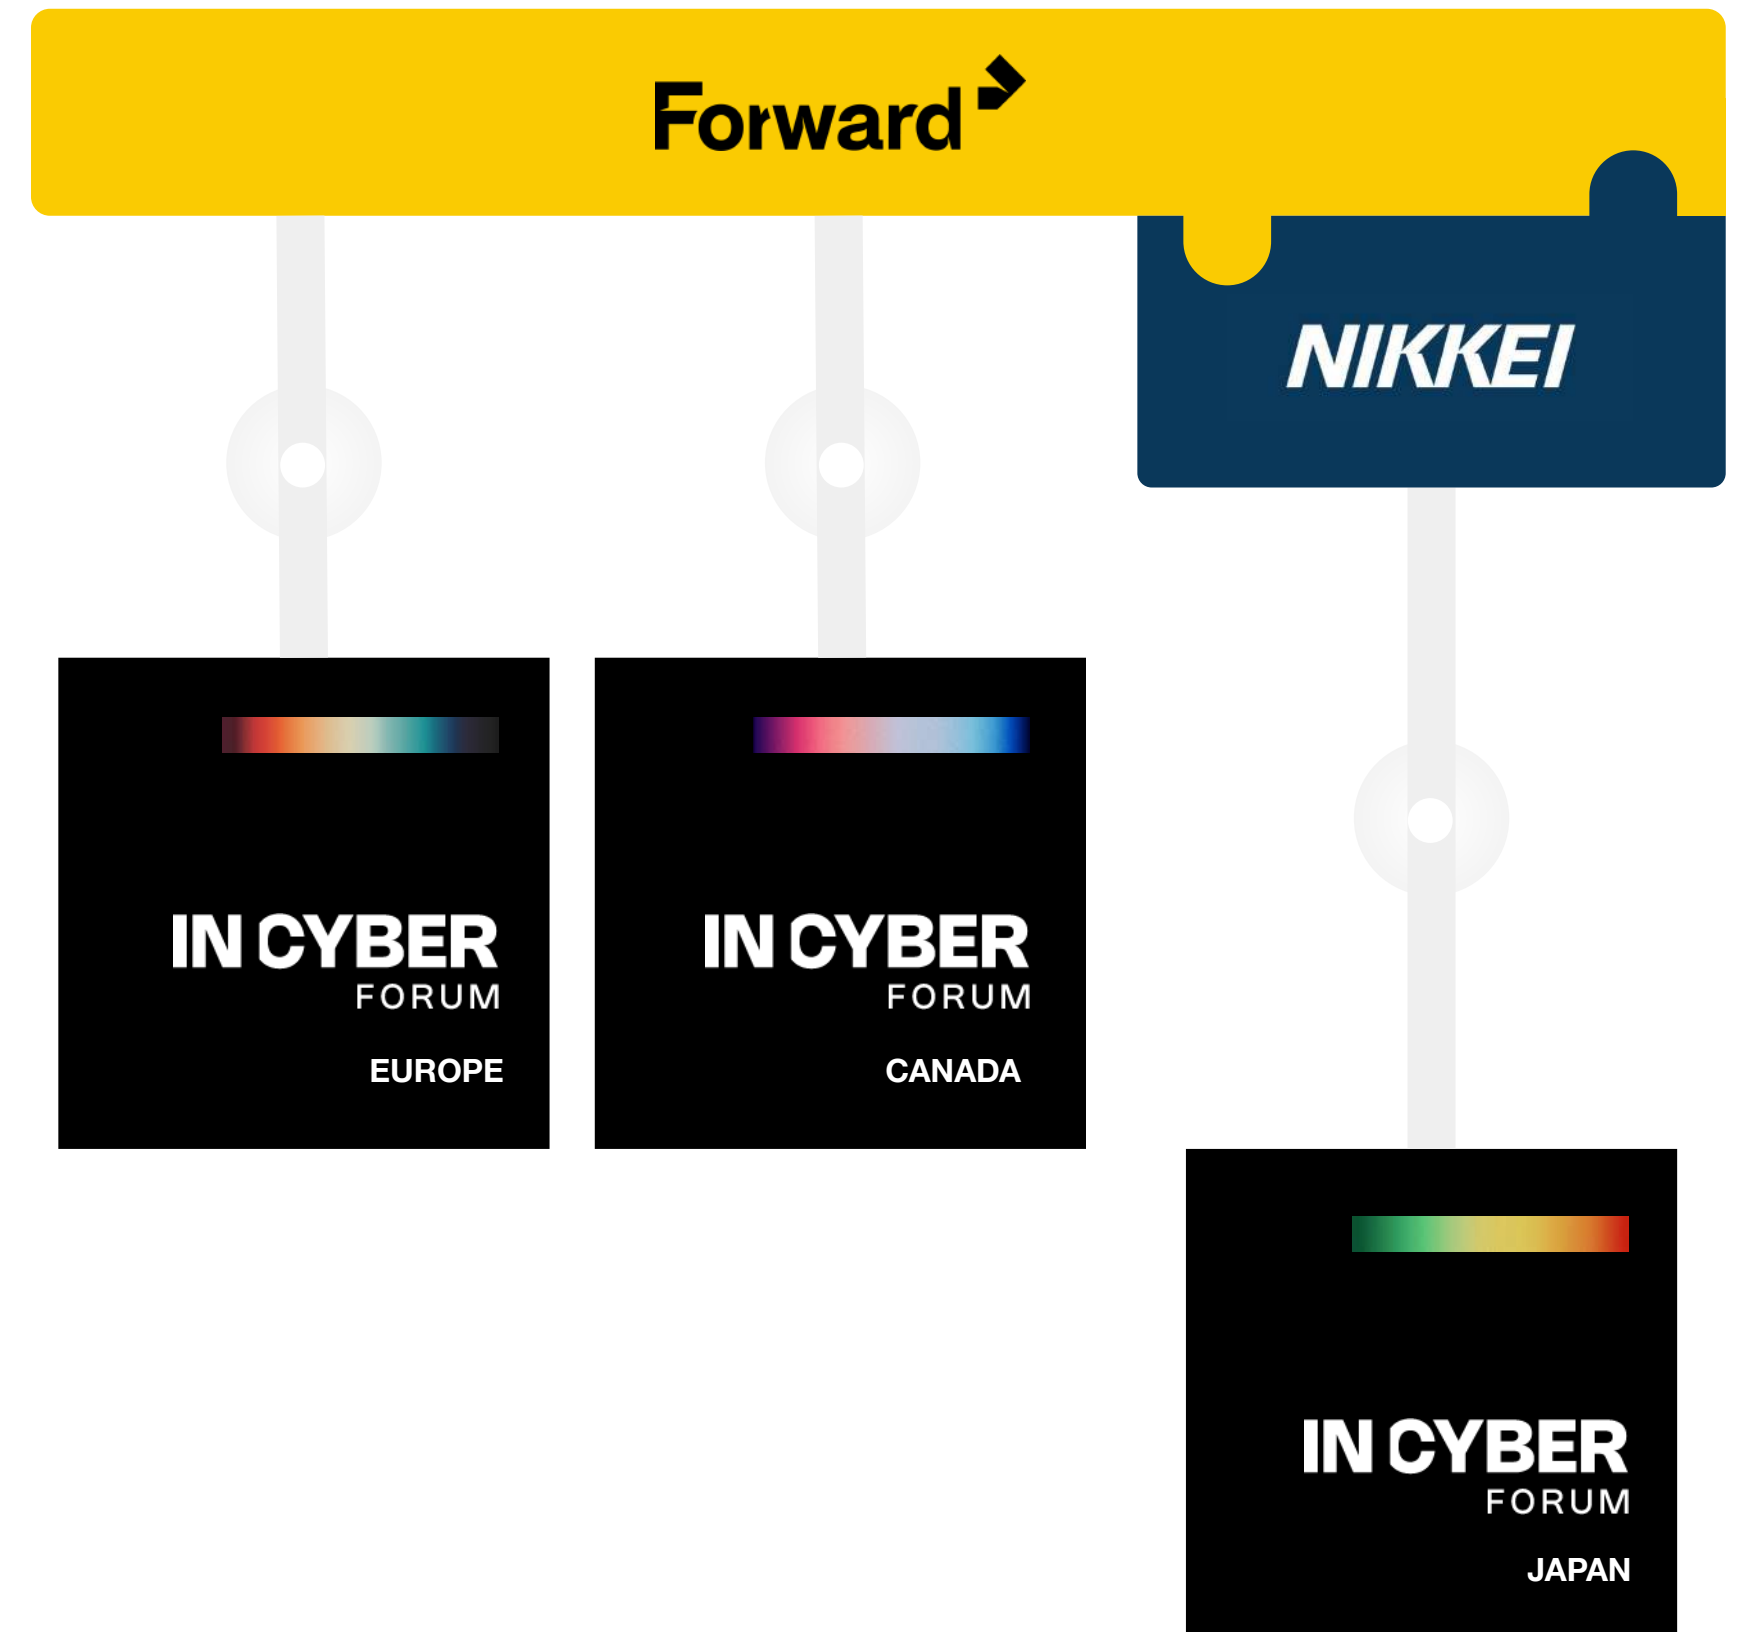 Forward
NIKKEI
IN CYBER
FORUM
EUROPE
IN CYBER
FORUM
CANADA
IN CYBER
FORUM
JAPAN